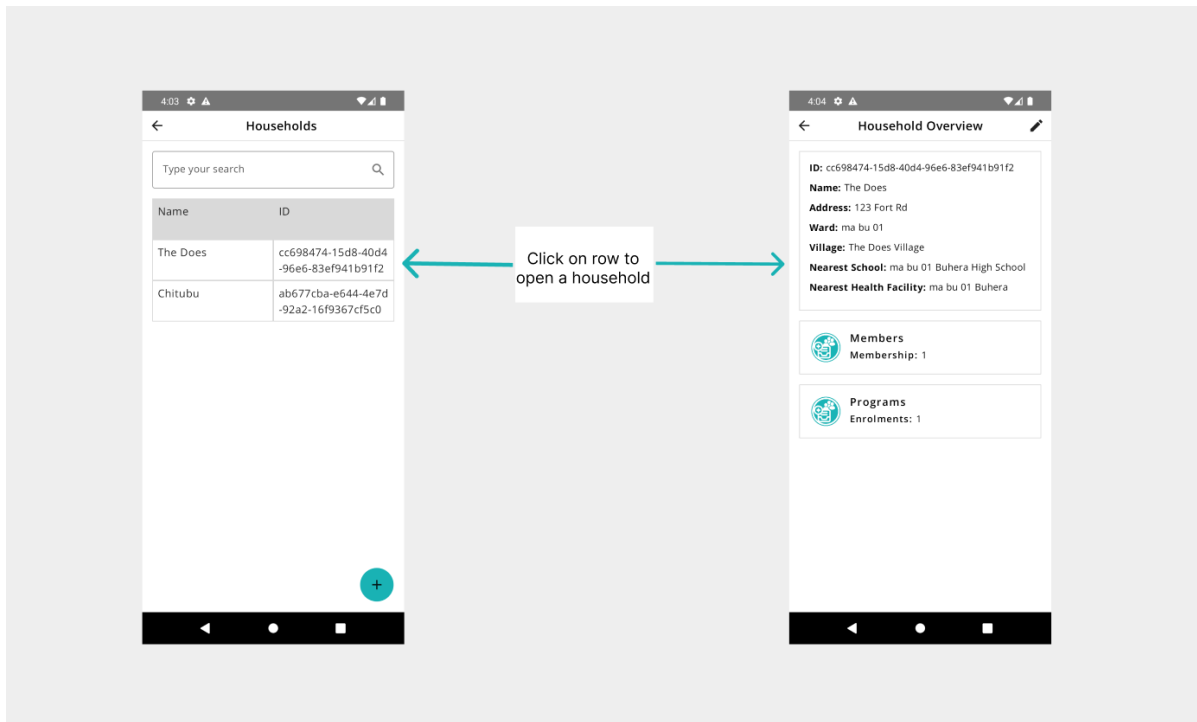 4:03
Households
Type your search
Name ID
The Does cc698474-15d8-40d4
-96e6-83ef941b91f2
Chitubu ab677cba-e644-4e7d
-92a2-16f9367cf5c0
+
Click on row to
open a household
4:04
Household Overview
ID: cc698474-15d8-40d4-96e6-83ef941b91f2
Name: The Does
Address: 123 Fort Rd
Ward: ma bu 01
Village: The Does Village
Nearest School: ma bu 01 Buhera High School
Nearest Health Facility: ma bu 01 Buhera
Members
Membership: 1
Programs
Enrolments: 1